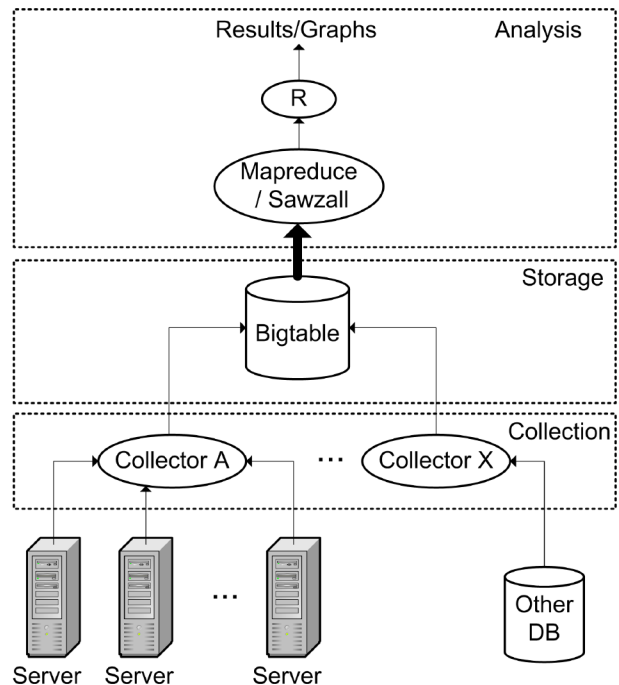 Results/Graphs
Analysis
R
Mapreduce
/ Sawzall
Storage
Bigtable
Collection
Collector A
...
Collector X
...
Other
DB
Server
Server
Server